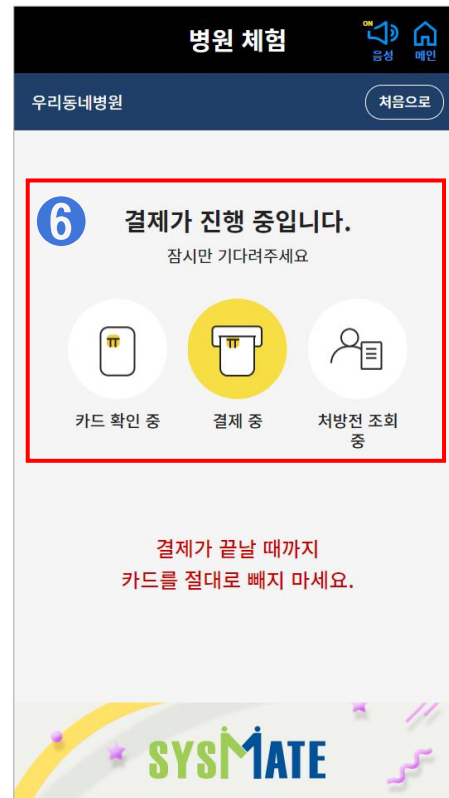 병원 체험
ON
음성
메인
우리동네병원
처음으로
6
결제가 진행 중입니다.
잠시만 기다려주세요
카드 확인 중
결제 중
처방전 조회
중
결제가 끝날 때까지
카드를 절대로 빼지 마세요.
SYSMATE